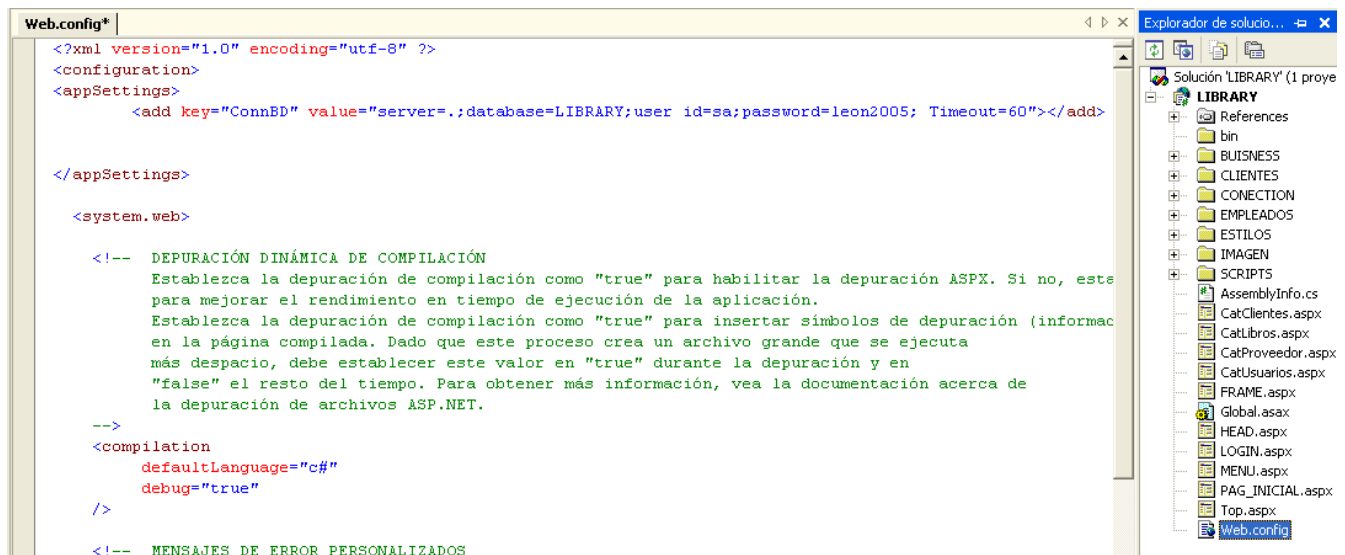 Web.config*
<?xml version="1.0" encoding="utf-8" ?>
<configuration>
<appSettings>
<add key="ConnBD" value="server=.;database=LIBRARY;user id=sa;password=leon2005; Timeout=60"></add>
</appSettings>
<system.web>
<!-- DEPURACIÓN DINÁMICA DE COMPILACIÓN
Establezca la depuración de compilación como "true" para habilitar la depuración ASPX. Si no, esta
para mejorar el rendimiento en tiempo de ejecución de la aplicación.
Establezca la depuración de compilación como "true" para insertar símbolos de depuración (informac
en la página compilada. Dado que este proceso crea un archivo grande que se ejecuta
más despacio, debe establecer este valor en "true" durante la depuración y en
"false" el resto del tiempo. Para obtener más información, vea la documentación acerca de
la depuración de archivos ASP.NET.
-->
<compilation
defaultLanguage="c#"
debug="true"
/>
<!-- MENSAJES DE ERROR PERSONALIZADOS
Explorador de solucio...
Solución 'LIBRARY' (1 proye
LIBRARY
References
bin
BUISNESS
CLIENTES
CONECTION
EMPLEADOS
ESTILOS
IMAGEN
SCRIPTS
AssemblyInfo.cs
CatClientes.aspx
CatLibros.aspx
CatProveedor.aspx
CatUsuarios.aspx
FRAME.aspx
Global.asax
HEAD.aspx
LOGIN.aspx
MENU.aspx
PAG_INICIAL.aspx
Top.aspx
Web.config